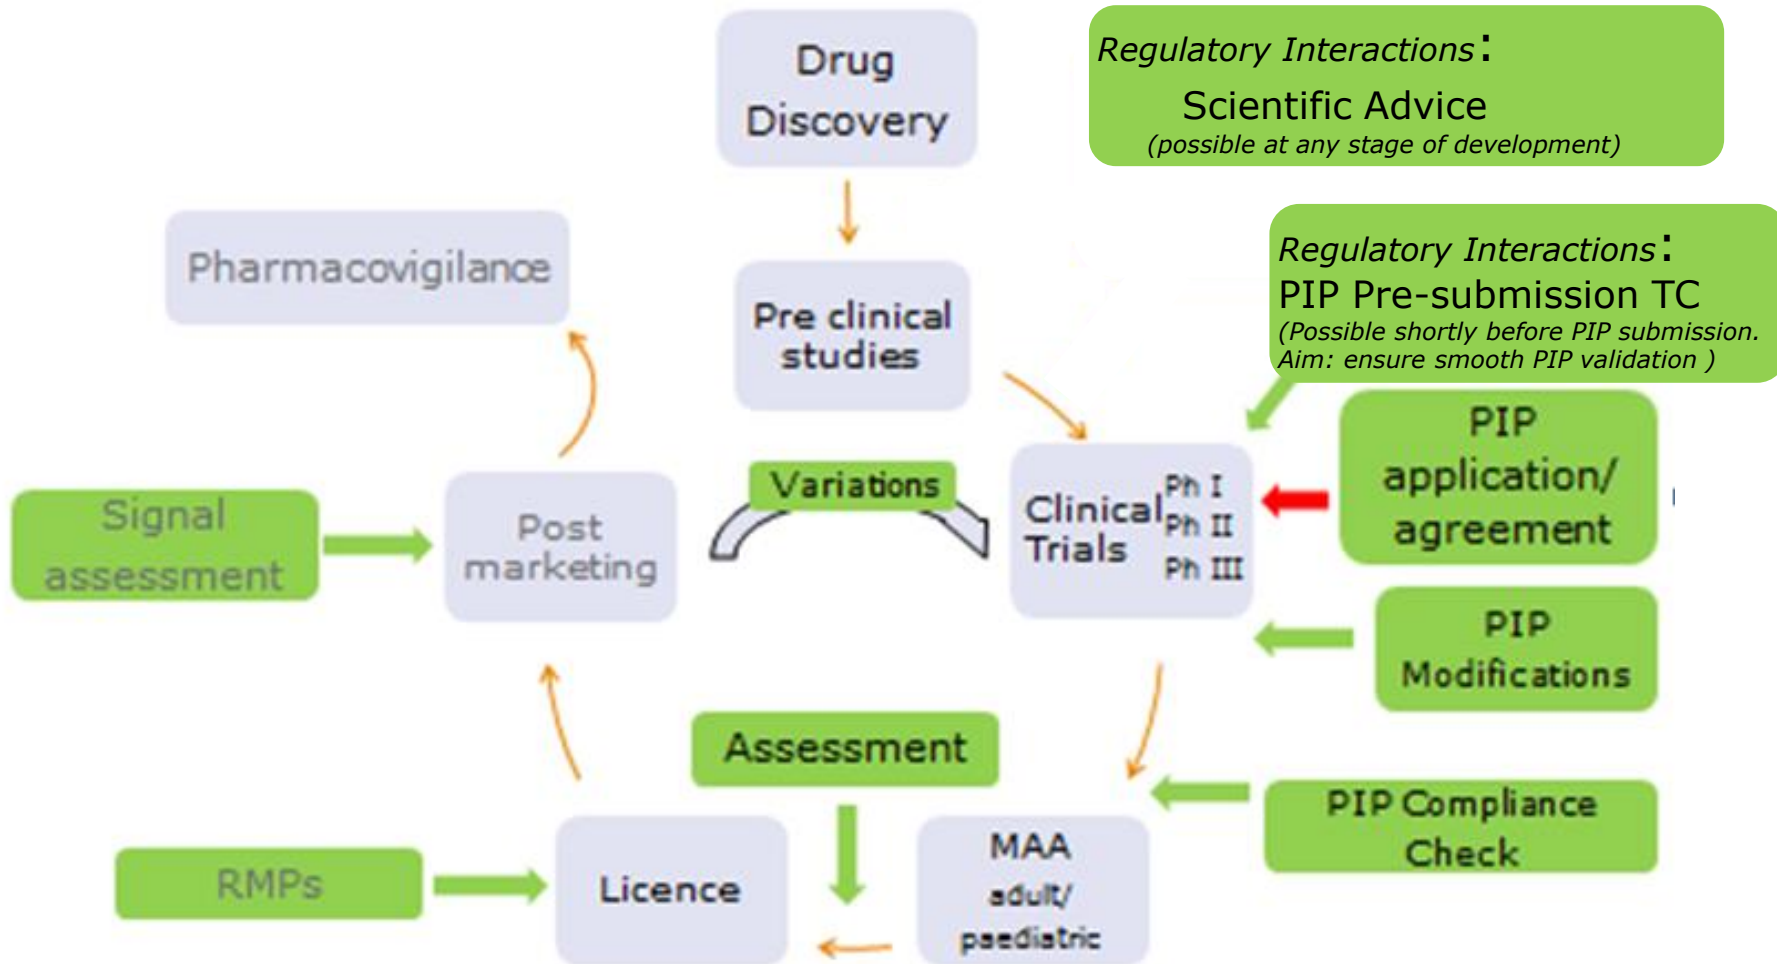 Drug
Discovery
Regulatory Interactions:
Scientific Advice
(possible at any stage of development)
Pharmacovigilance
Pre clinical
studies
Regulatory Interactions:
PIP Pre-submission TC
(Possible shortly before PIP submission.
Aim: ensure smooth PIP validation )
PIP
application/
agreement
Variations
Clinical
Trials
Ph I
Ph II
Ph III
Signal
assessment
Post
marketing
PIP
Modifications
Assessment
PIP Compliance
Check
RMPs
Licence
MAA
adult/
paediatric